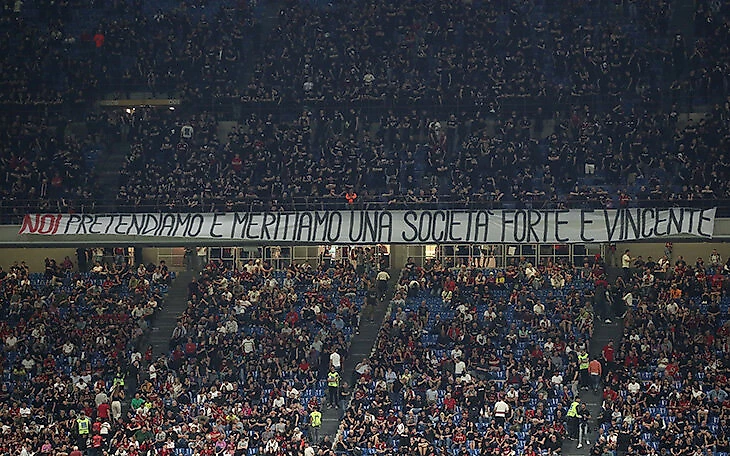 NOI PRETENDIAMO E MERITIAMO UNA SOCIETA' FORTE E VINCENTE